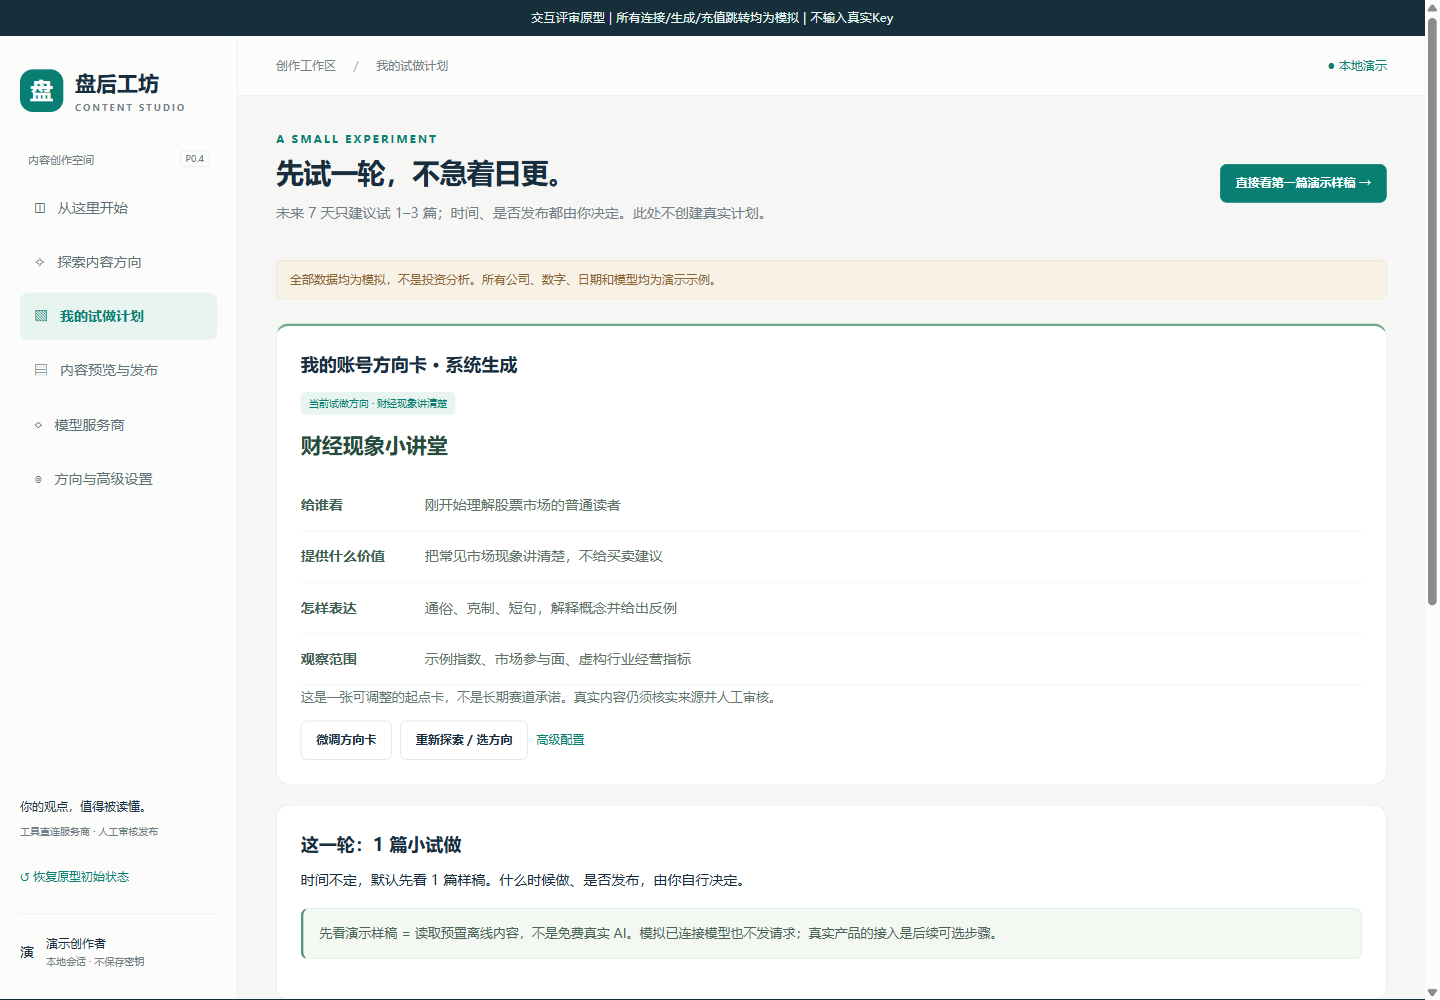 交互评审原型 | 所有连接/生成/充值跳转均为模拟 | 不输入真实Key
盘
盘后工坊
CONTENT STUDIO
内容创作空间
P0.4
从这里开始
探索内容方向
我的试做计划
内容预览与发布
模型服务商
方向与高级设置
你的观点，值得被读懂。
工具直连服务商 · 人工审核发布
↺ 恢复原型初始状态
演
演示创作者
本地会话 · 不保存密钥
创作工作区 / 我的试做计划
● 本地演示
A SMALL EXPERIMENT
先试一轮，不急着日更。
未来 7 天只建议试 1–3 篇；时间、是否发布都由你决定。此处不创建真实计划。
直接看第一篇演示样稿 →
全部数据均为模拟，不是投资分析。所有公司、数字、日期和模型均为演示示例。
我的账号方向卡 • 系统生成
当前试做方向 · 财经现象讲清楚
财经现象小讲堂
给谁看 刚开始理解股票市场的普通读者
提供什么价值 把常见市场现象讲清楚，不给买卖建议
怎样表达 通俗、克制、短句，解释概念并给出反例
观察范围 示例指数、市场参与面、虚构行业经营指标
这是一张可调整的起点卡，不是长期赛道承诺。真实内容仍须核实来源并人工审核。
微调方向卡
重新探索 / 选方向
高级配置
这一轮：1 篇小试做
时间不定，默认先看 1 篇样稿。什么时候做、是否发布，由你自行决定。
先看演示样稿 = 读取预置离线内容，不是免费真实 AI。模拟已连接模型也不发请求；真实产品的接入是后续可选步骤。